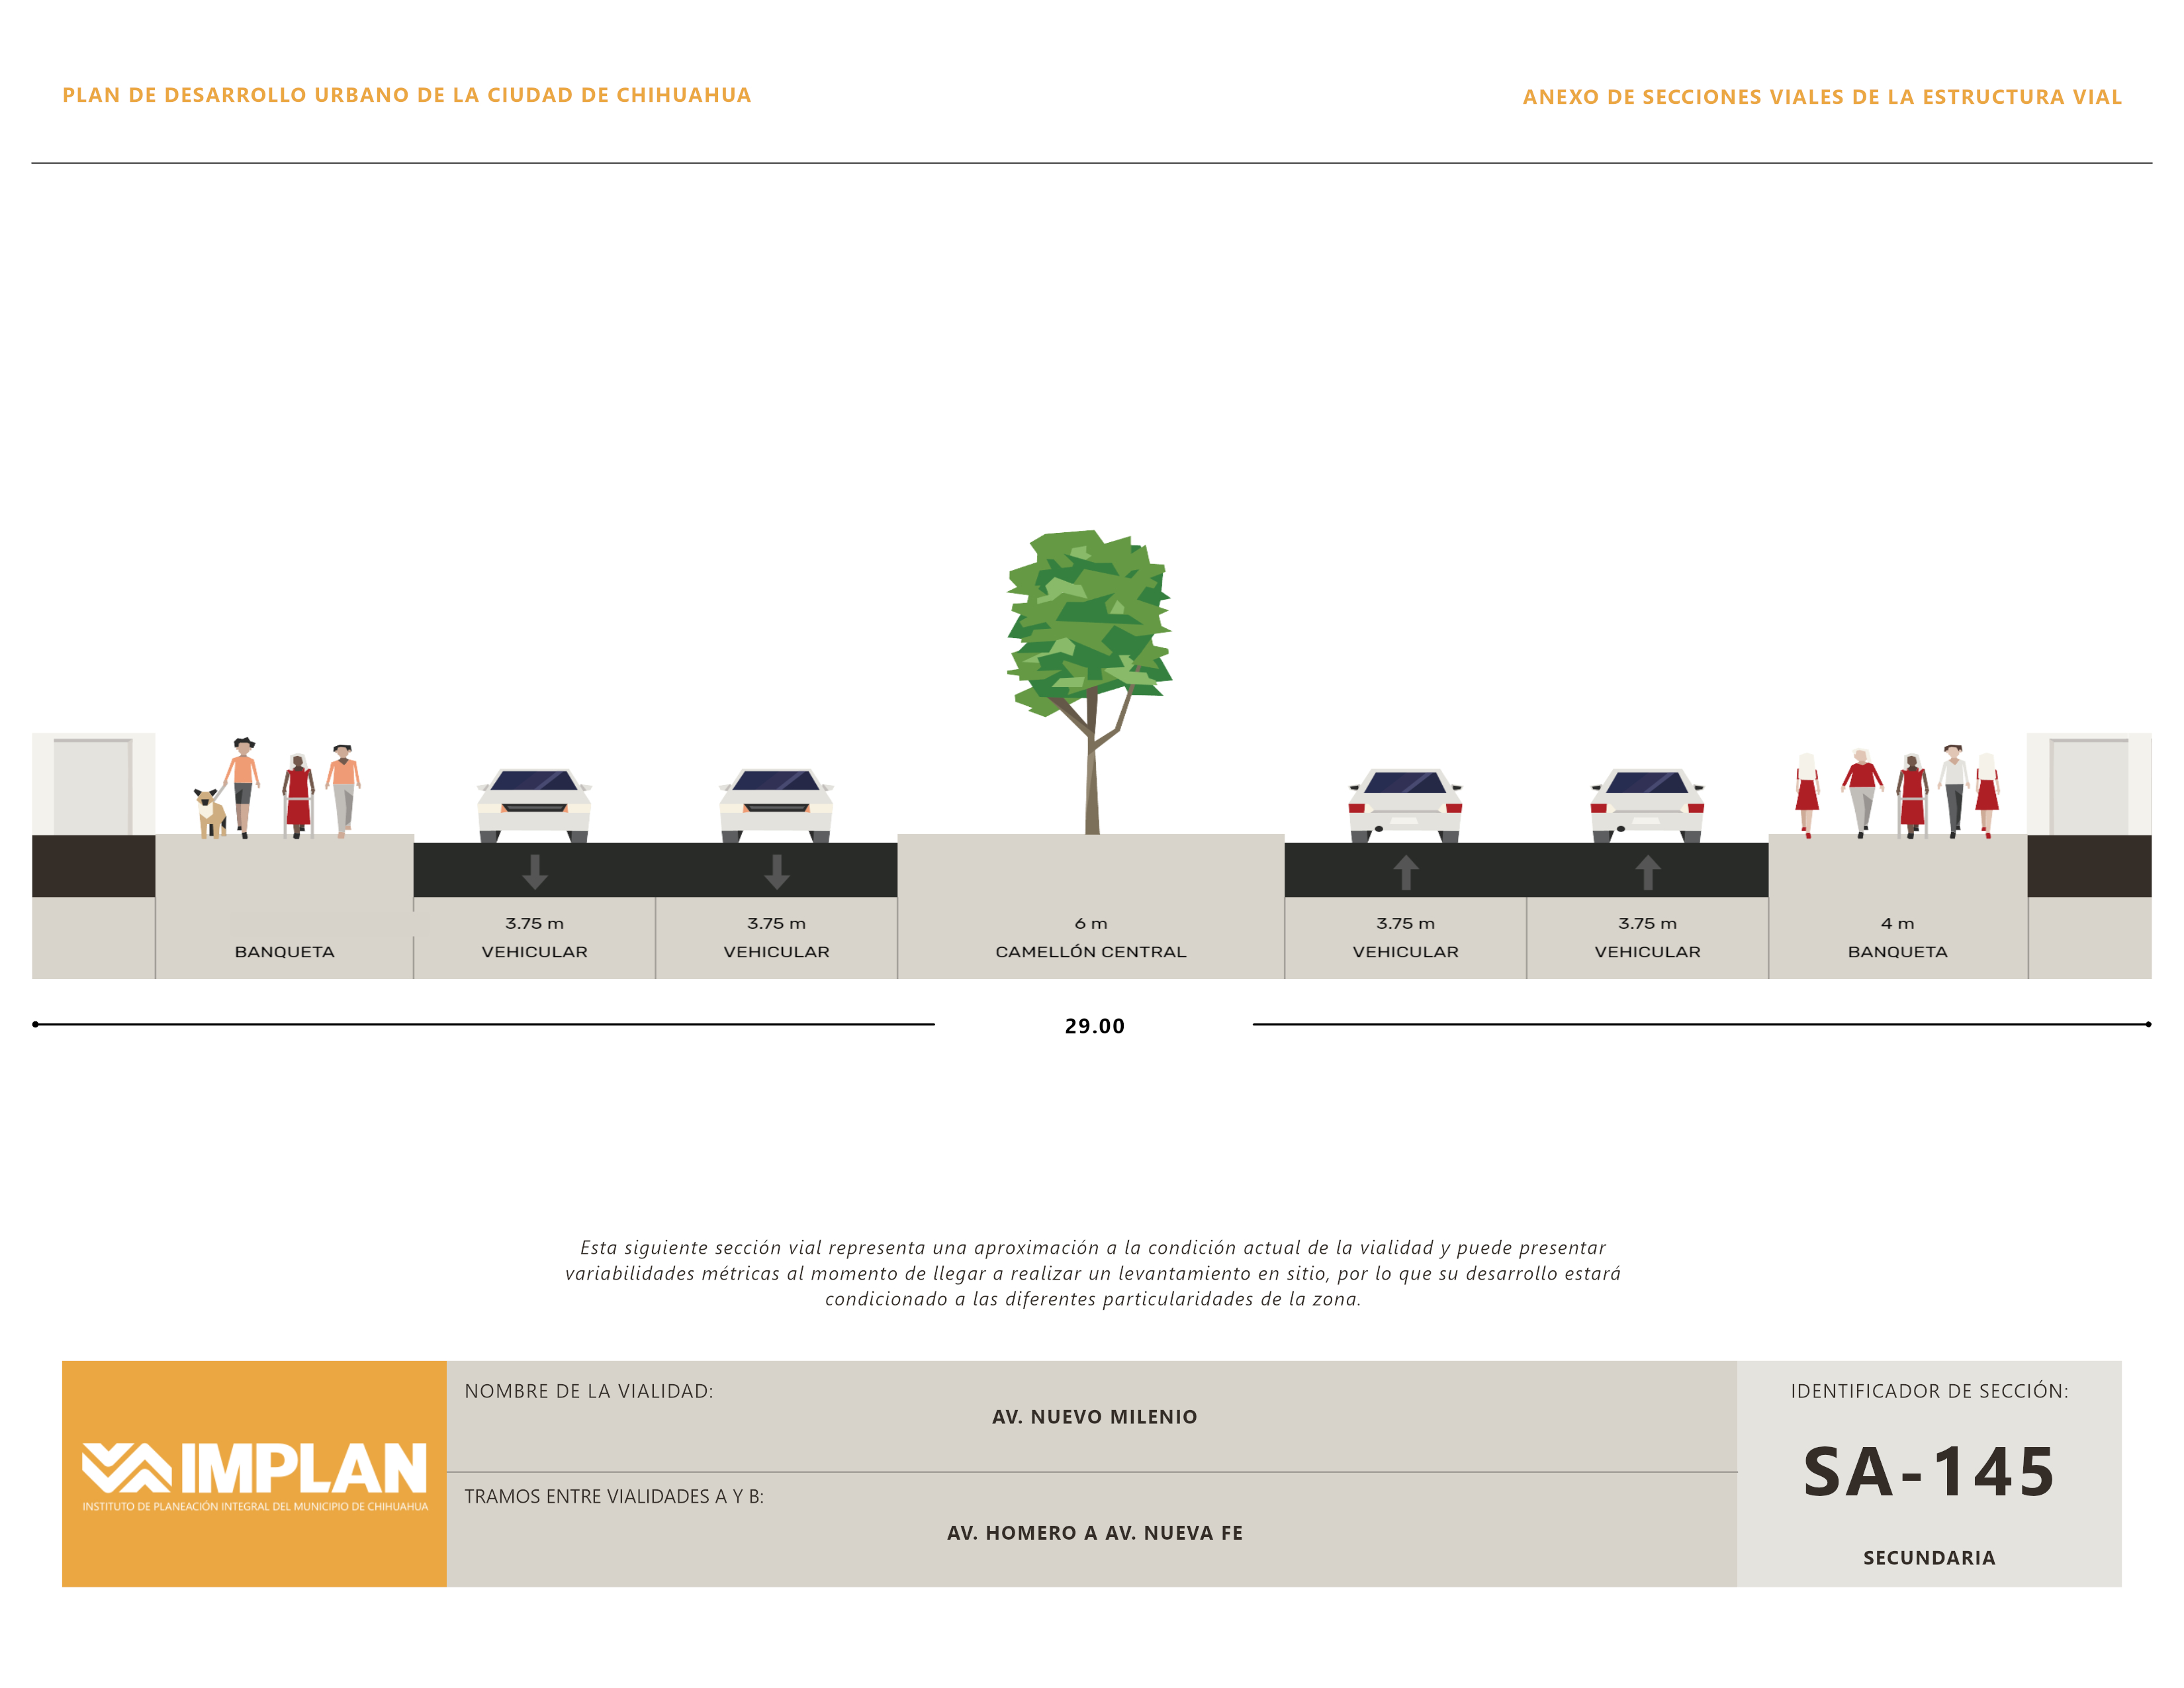 PLAN DE DESARROLLO URBANO DE LA CIUDAD DE CHIHUAHUA
ANEXO DE SECCIONES VIALES DE LA ESTRUCTURA VIAL
BANQUETA
3.75 m
VEHICULAR
3.75 m
VEHICULAR
6 m
CAMELLÓN CENTRAL
3.75 m
VEHICULAR
3.75 m
VEHICULAR
4 m
BANQUETA
29.00
Esta siguiente sección vial representa una aproximación a la condición actual de la vialidad y puede presentar
variabilidades métricas al momento de llegar a realizar un levantamiento en sitio, por lo que su desarrollo estará
condicionado a las diferentes particularidades de la zona.
IMPLAN
INSTITUTO DE PLANEACIÓN INTEGRAL DEL MUNICIPIO DE CHIHUAHUA
NOMBRE DE LA VIALIDAD:
AV. NUEVO MILENIO
TRAMOS ENTRE VIALIDADES A Y B:
AV. HOMERO A AV. NUEVA FE
IDENTIFICADOR DE SECCIÓN:
SA-145
SECUNDARIA